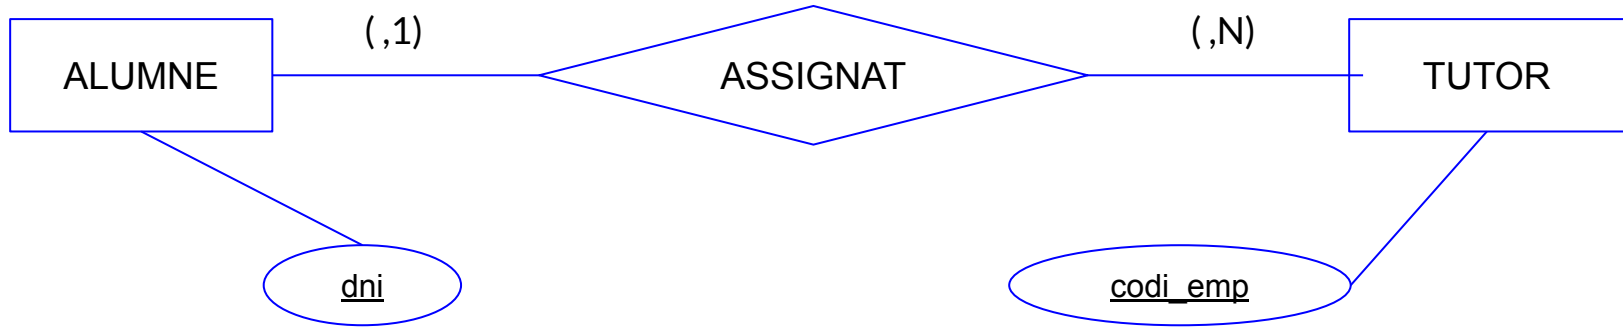 ( ,1)
( ,N)
ALUMNE
ASSIGNAT
TUTOR
dni
codi_emp